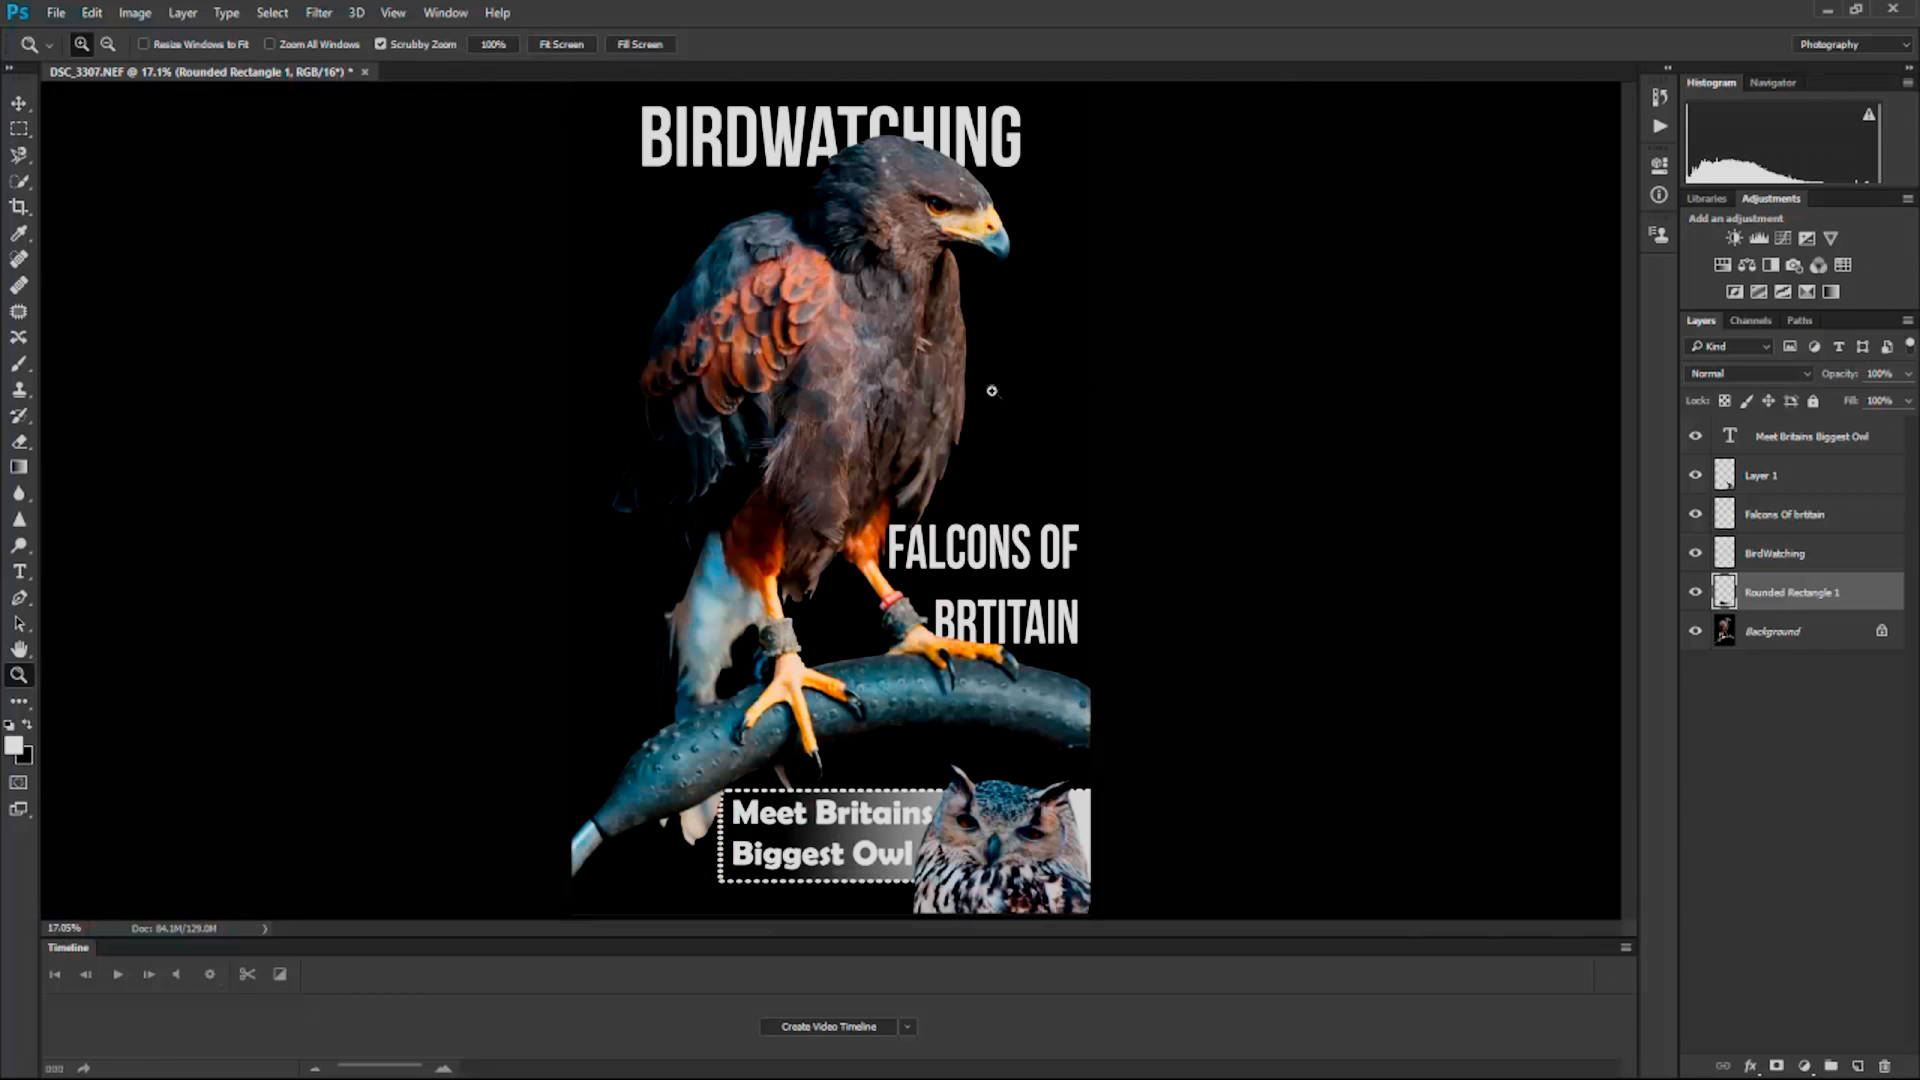 Ps File Edit Image Layer Type Select Filter 3D View Window Help
Resize Windows to Fit Zoom All Windows Scrubby Zoom 100% Fit Screen Fill Screen Photography
DSC_3307.NEF @ 17.1% (Rounded Rectangle 1, RGB/16*) *
Histogram Navigator
Libraries Adjustments
Add an adjustment
Layers Channels Paths
Kind
Normal Opacity: 100%
Lock: Fill: 100%
Meet Britains Biggest Owl
Layer 1
Falcons Of brtitain
BirdWatching
Rounded Rectangle 1
Background
BIRDWATCHING
FALCONS OF
BRTITAIN
Meet Britains
Biggest Owl
17.05% Doc: 84.1M/129.0M
Timeline
Create Video Timeline